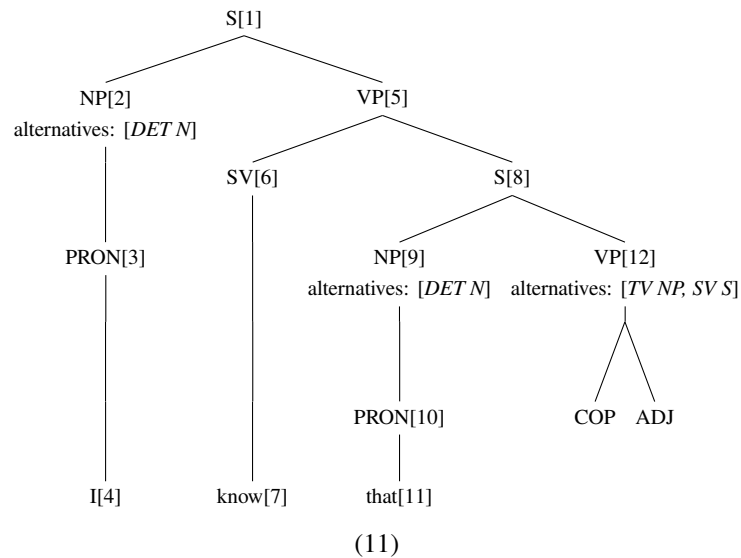 S[1]
NP[2] VP[5]
alternatives: [DET N]
SV[6] S[8]
PRON[3] NP[9] VP[12]
alternatives: [DET N] alternatives: [TV NP, SV S]
PRON[10] COP ADJ
I[4] know[7] that[11]
(11)